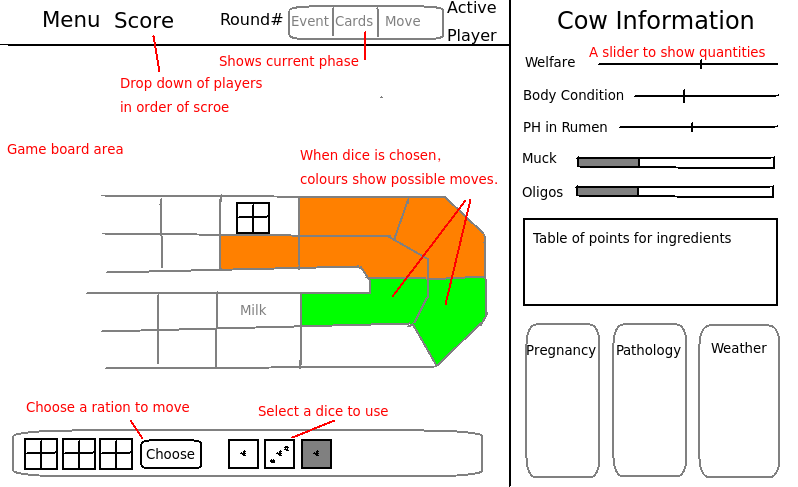 Menu Score Round# Event Cards Move Active Player
Shows current phase
Drop down of players
in order of scroe
Game board area
When dice is chosen,
colours show possible moves.
Milk
Choose a ration to move
Select a dice to use
Choose
Cow Information
A slider to show quantities
Welfare
Body Condition
PH in Rumen
Muck
Oligos
Table of points for ingredients
Pregnancy Pathology Weather